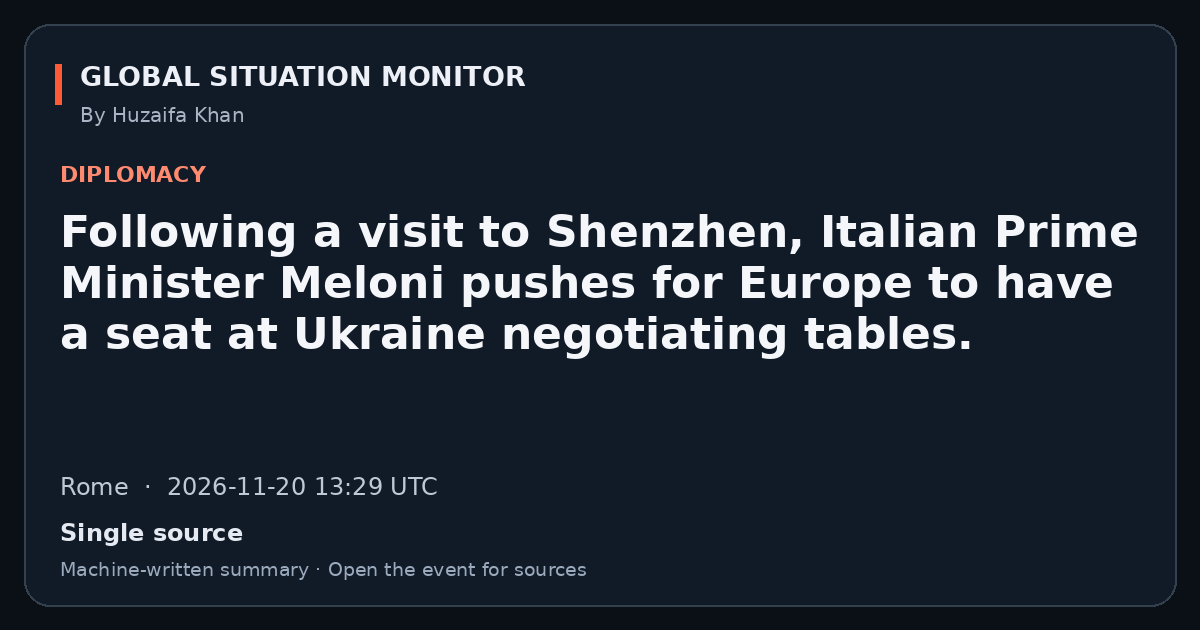 GLOBAL SITUATION MONITOR
By Huzaifa Khan
DIPLOMACY
Following a visit to Shenzhen, Italian Prime
Minister Meloni pushes for Europe to have
a seat at Ukraine negotiating tables.
Rome · 2026-11-20 13:29 UTC
Single source
Machine-written summary · Open the event for sources